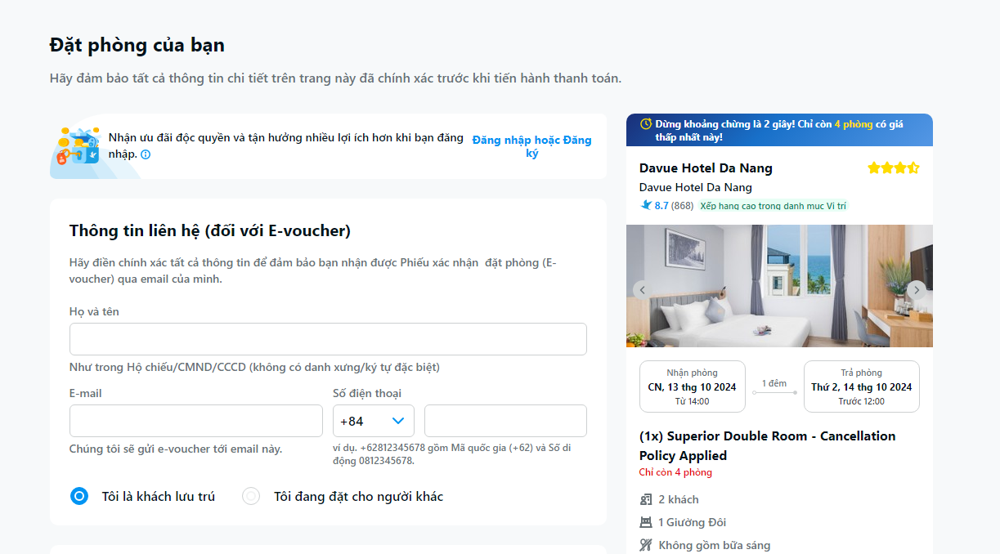 Đặt phòng của bạn
Hãy đảm bảo tất cả thông tin chi tiết trên trang này đã chính xác trước khi tiến hành thanh toán.
Nhận ưu đãi độc quyền và tận hưởng nhiều lợi ích hơn khi bạn đăng
nhập.
Đăng nhập hoặc Đăng
ký
Thông tin liên hệ (đối với E-voucher)
Hãy điền chính xác tất cả thông tin để đảm bảo bạn nhận được Phiếu xác nhận đặt phòng (E-
voucher) qua email của mình.
Họ và tên
Như trong Hộ chiếu/CMND/CCCD (không có danh xưng/ký tự đặc biệt)
E-mail
Số điện thoại
+84
Chúng tôi sẽ gửi e-voucher tới email này.
ví dụ. +62812345678 gồm Mã quốc gia (+62) và Số di
động 0812345678.
Tôi là khách lưu trú
Tôi đang đặt cho người khác
Dừng khoảng chừng là 2 giây! Chỉ còn 4 phòng có giá
thấp nhất này!
Davue Hotel Da Nang
Davue Hotel Da Nang
8.7 (868) Xếp hạng cao trong danh mục Vị trí
Nhận phòng
CN, 13 thg 10 2024
Từ 14:00
1 đêm
Trả phòng
Thứ 2, 14 thg 10 2024
Trước 12:00
(1x) Superior Double Room - Cancellation
Policy Applied
Chỉ còn 4 phòng
2 khách
1 Giường Đôi
Không gồm bữa sáng